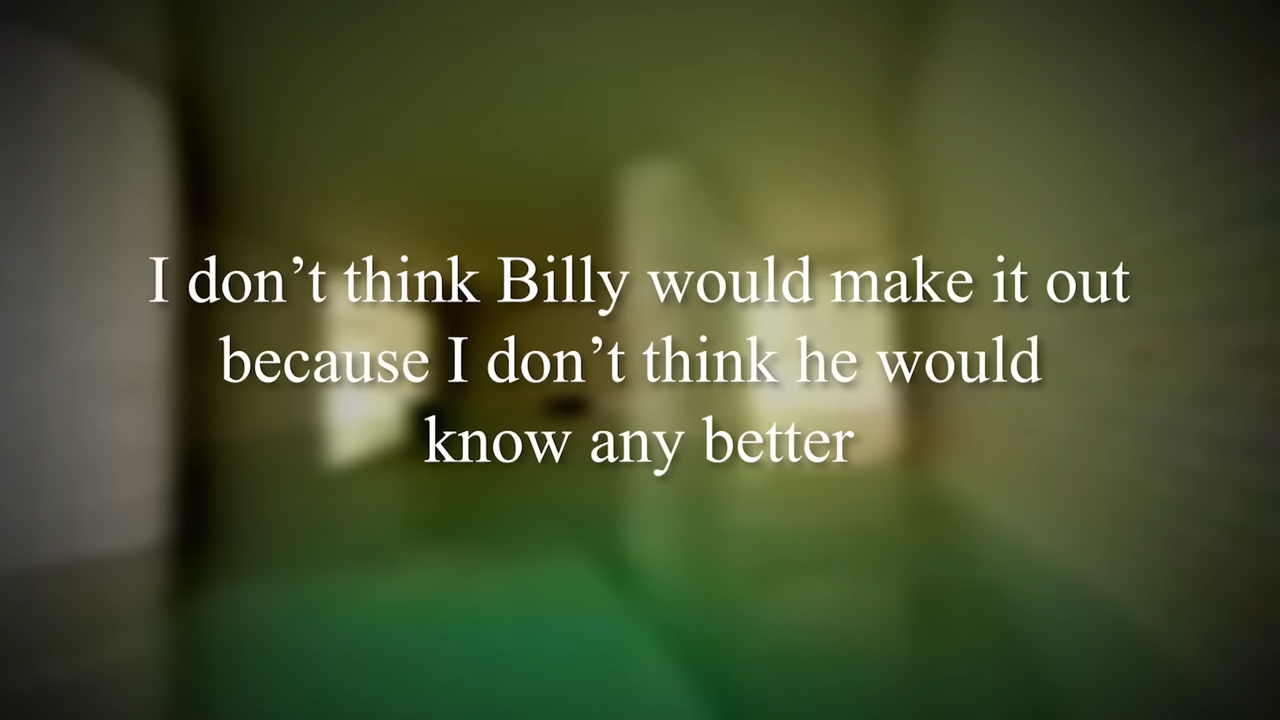 I don’t think Billy would make it out
because I don’t think he would
know any better